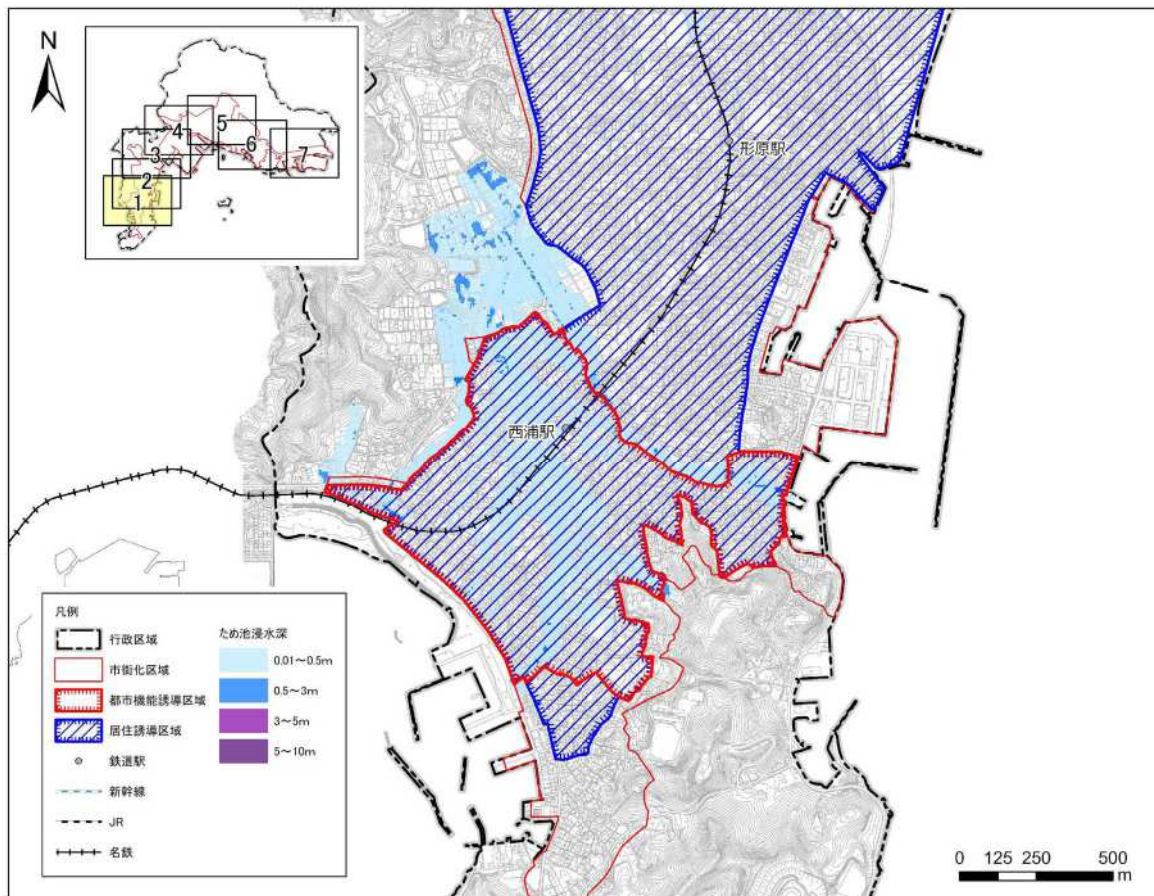 N
5
4
6
7
3
2
1
形原駅
西浦駅
凡例
行政区域
市街化区域
都市機能誘導区域
居住誘導区域
鉄道駅
新幹線
JR
名鉄
ため池浸水深
0.01～0.5m
0.5～3m
3～5m
5～10m
0 125 250 500
m